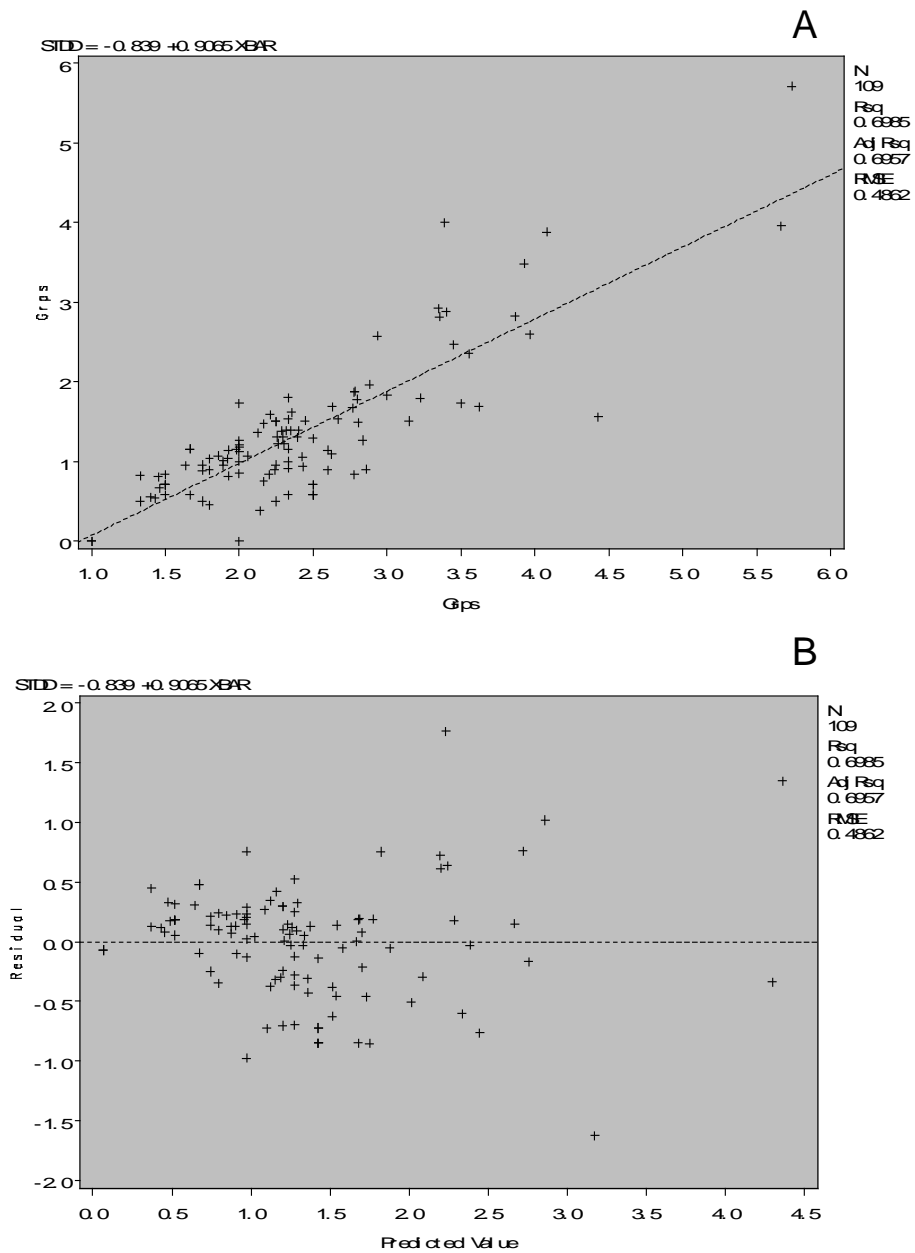 A
STDD = -0.839 +0.9065 XBAR
6
5
4
3
2
1
0
Grps
1.0 1.5 2.0 2.5 3.0 3.5 4.0 4.5 5.0 5.5 6.0
Grps
N
109
Rsq
0.6985
Adj Rsq
0.6957
RMSE
0.4862
B
STDD = -0.839 +0.9065 XBAR
2.0
1.5
1.0
0.5
0.0
-0.5
-1.0
-1.5
-2.0
Residual
0.0 0.5 1.0 1.5 2.0 2.5 3.0 3.5 4.0 4.5
Predicted Value
N
109
Rsq
0.6985
Adj Rsq
0.6957
RMSE
0.4862